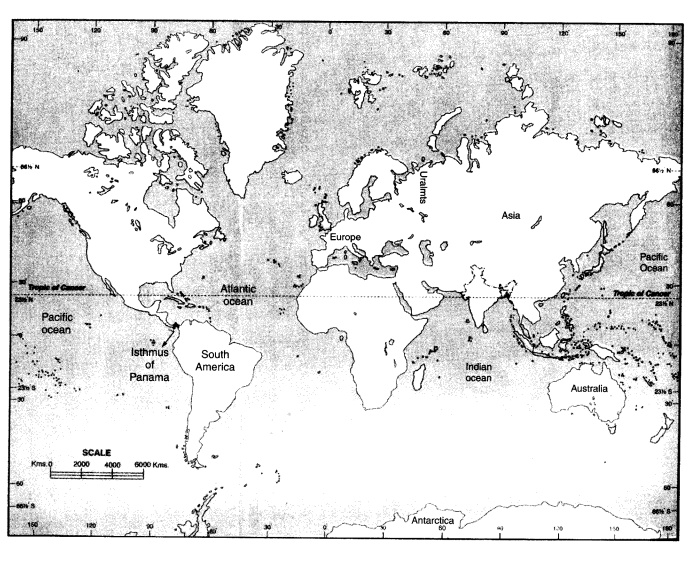 150 120 90 60 30 0 30 60 90 120 150 180
66½ N
66½ N
Uralmts
Asia
Europe
Pacific
Ocean
Tropic of Cancer
Tropic of Cancer
23½ N
23½ N
Atlantic
ocean
Pacific
ocean
Isthmus
of
Panama
South
America
Indian
ocean
Australia
23½ S
23½ S
30
30
SCALE
Kms. 0 2000 4000 6000 Kms.
60
60
66½ S
66½ S
Antarctica
150 120 90 60 30 0 30 60 90 120 150 180